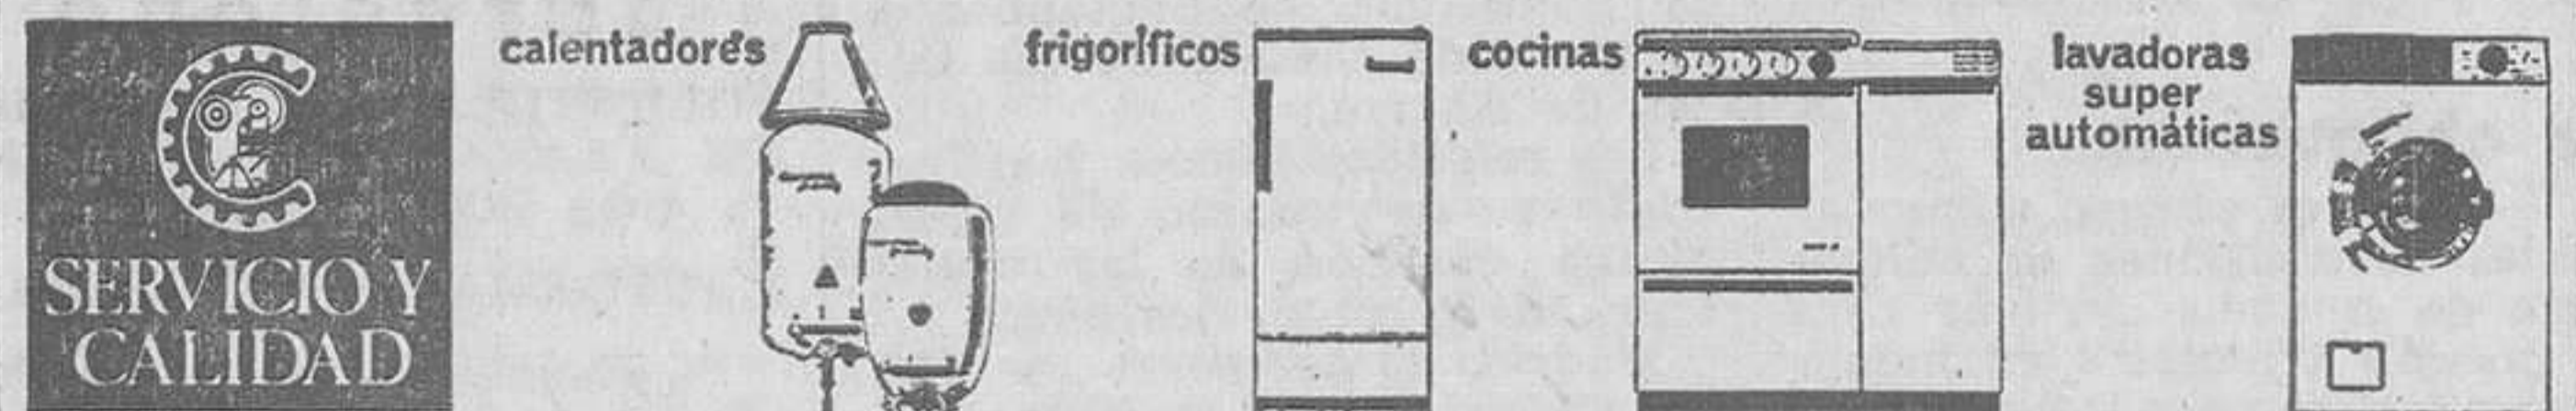 SERVICIO Y
CALIDAD
calentadores
frigoríficos
cocinas
lavadoras
super
automáticas